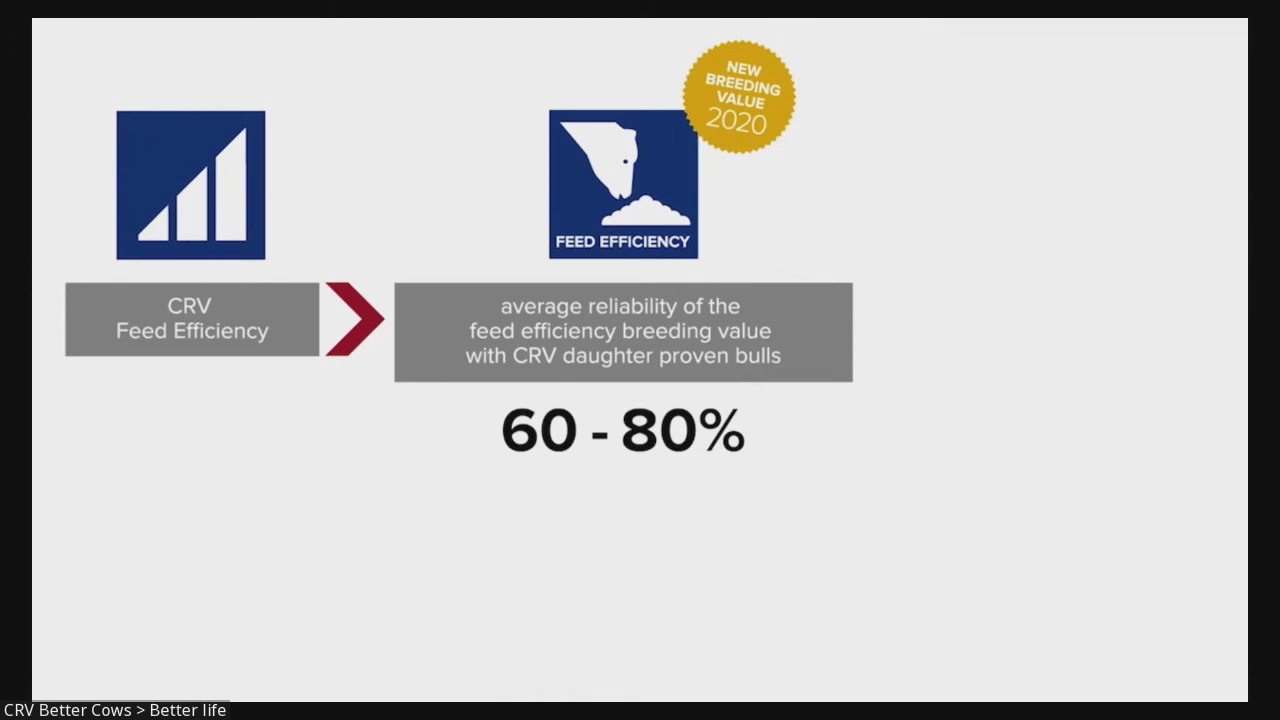 NEW
BREEDING
VALUE
2020
FEED EFFICIENCY
CRV
Feed Efficiency
average reliability of the
feed efficiency breeding value
with CRV daughter proven bulls
60 - 80%
CRV Better Cows > Better life